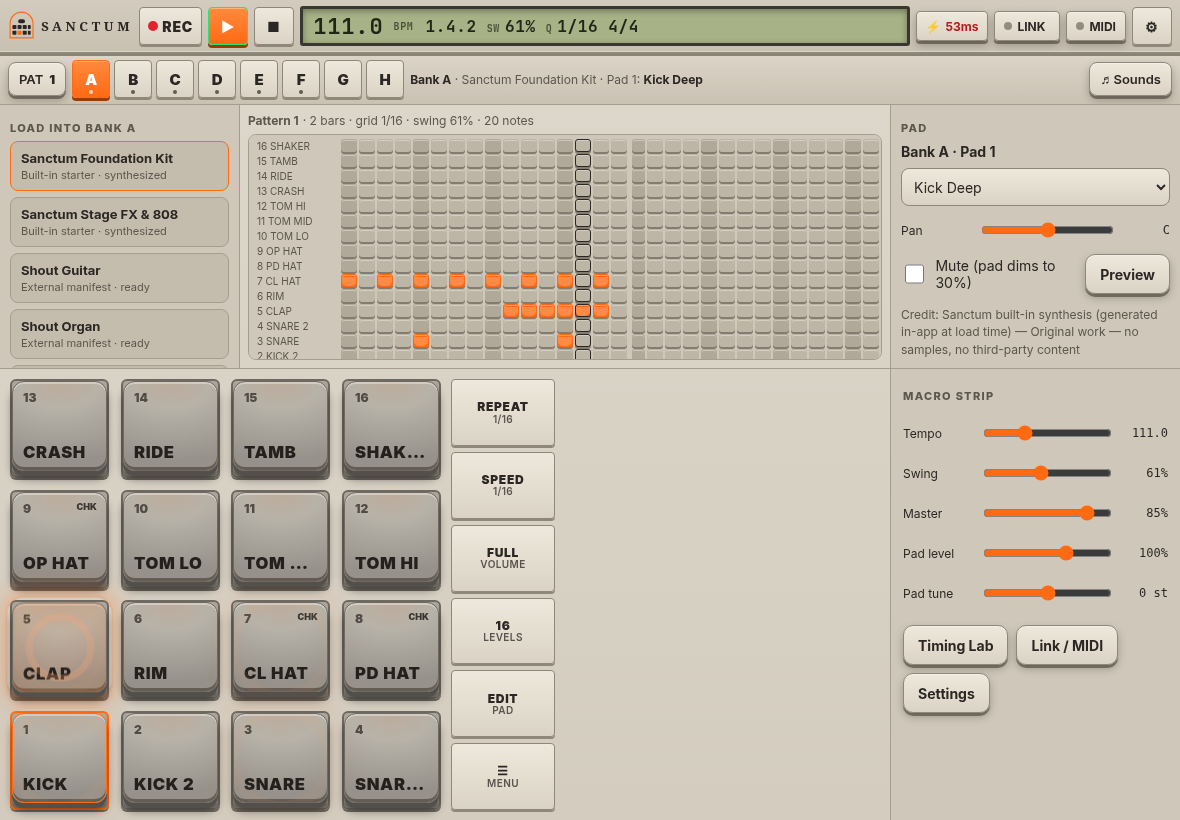 SANCTUM
REC
111.0 BPM 1.4.2 SW 61% Q 1/16 4/4
⚡ 53ms
LINK
MIDI
PAT 1
A
B
C
D
E
F
G
H
Bank A · Sanctum Foundation Kit · Pad 1: Kick Deep
♬ Sounds
LOAD INTO BANK A
Sanctum Foundation Kit
Built-in starter · synthesized
Sanctum Stage FX & 808
Built-in starter · synthesized
Shout Guitar
External manifest · ready
Shout Organ
External manifest · ready
Pattern 1 · 2 bars · grid 1/16 · swing 61% · 20 notes
16 SHAKER
15 TAMB
14 RIDE
13 CRASH
12 TOM HI
11 TOM MID
10 TOM LO
9 OP HAT
8 PD HAT
7 CL HAT
6 RIM
5 CLAP
4 SNARE 2
3 SNARE
2 KICK 2
PAD
Bank A · Pad 1
Kick Deep
Pan
C
Mute (pad dims to
30%)
Preview
Credit: Sanctum built-in synthesis (generated
in-app at load time) — Original work — no
samples, no third-party content
13
CRASH
14
RIDE
15
TAMB
16
SHAK...
9
CHK
OP HAT
10
TOM LO
11
TOM ...
12
TOM HI
5
CLAP
6
RIM
7
CHK
CL HAT
8
CHK
PD HAT
1
KICK
2
KICK 2
3
SNARE
4
SNAR...
REPEAT
1/16
SPEED
1/16
FULL
VOLUME
16
LEVELS
EDIT
PAD
☰
MENU
MACRO STRIP
Tempo
111.0
Swing
61%
Master
85%
Pad level
100%
Pad tune
0 st
Timing Lab
Link / MIDI
Settings